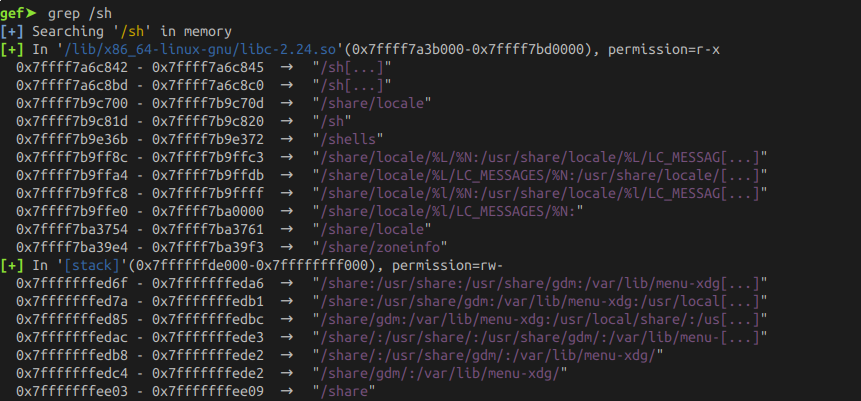 gef➤ grep /sh
[+] Searching '/sh' in memory
[+] In '/lib/x86_64-linux-gnu/libc-2.24.so'(0x7ffff7a3b000-0x7ffff7bd0000), permission=r-x
0x7ffff7a6c842 - 0x7ffff7a6c845 → "/sh[...]"
0x7ffff7a6c8bd - 0x7ffff7a6c8c0 → "/sh[...]"
0x7ffff7b9c700 - 0x7ffff7b9c70d → "/share/locale"
0x7ffff7b9c81d - 0x7ffff7b9c820 → "/sh"
0x7ffff7b9e36b - 0x7ffff7b9e372 → "/shells"
0x7ffff7b9ff8c - 0x7ffff7b9ffc3 → "/share/locale/%L/%N:/usr/share/locale/%L/LC_MESSAG[...]"
0x7ffff7b9ffa4 - 0x7ffff7b9ffdb → "/share/locale/%L/LC_MESSAGES/%N:/usr/share/locale/[...]"
0x7ffff7b9ffc8 - 0x7ffff7b9ffff → "/share/locale/%l/%N:/usr/share/locale/%l/LC_MESSAG[...]"
0x7ffff7b9ffe0 - 0x7ffff7ba0000 → "/share/locale/%l/LC_MESSAGES/%N:"
0x7ffff7ba3754 - 0x7ffff7ba3761 → "/share/locale"
0x7ffff7ba39e4 - 0x7ffff7ba39f3 → "/share/zoneinfo"
[+] In '[stack]'(0x7ffffffde000-0x7ffffffff000), permission=rw-
0x7fffffffed6f - 0x7fffffffeda6 → "/share:/usr/share:/usr/share/gdm:/var/lib/menu-xdg[...]"
0x7fffffffed7a - 0x7fffffffedb1 → "/share:/usr/share/gdm:/var/lib/menu-xdg:/usr/local[...]"
0x7fffffffed85 - 0x7fffffffedbc → "/share/gdm:/var/lib/menu-xdg:/usr/local/share/:/us[...]"
0x7fffffffedac - 0x7fffffffede3 → "/share/:/usr/share/:/usr/share/gdm/:/var/lib/menu-[...]"
0x7fffffffedb8 - 0x7fffffffede2 → "/share/:/usr/share/gdm/:/var/lib/menu-xdg/"
0x7fffffffedc4 - 0x7fffffffede2 → "/share/gdm/:/var/lib/menu-xdg/"
0x7fffffffee03 - 0x7fffffffee09 → "/share"